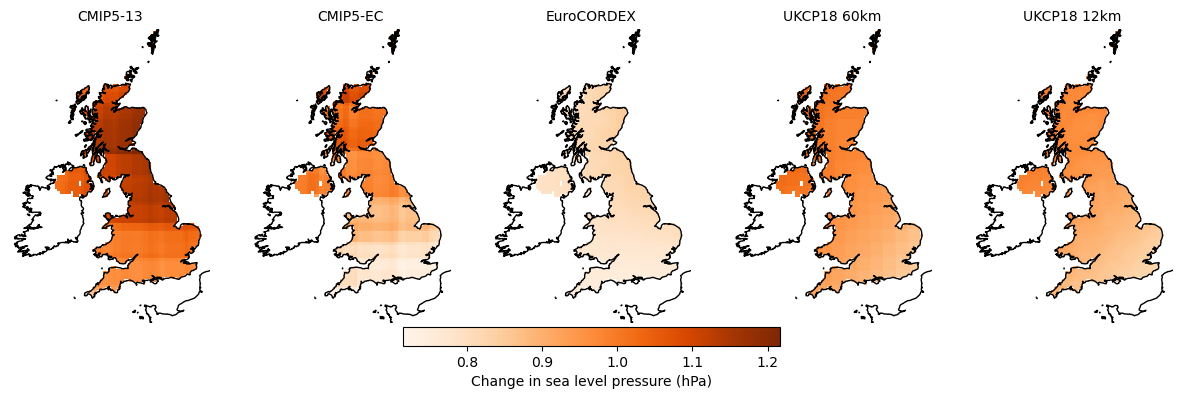 CMIP5-13
CMIP5-EC
EuroCORDEX
UKCP18 60km
UKCP18 12km
0.8
0.9
1.0
1.1
1.2
Change in sea level pressure (hPa)